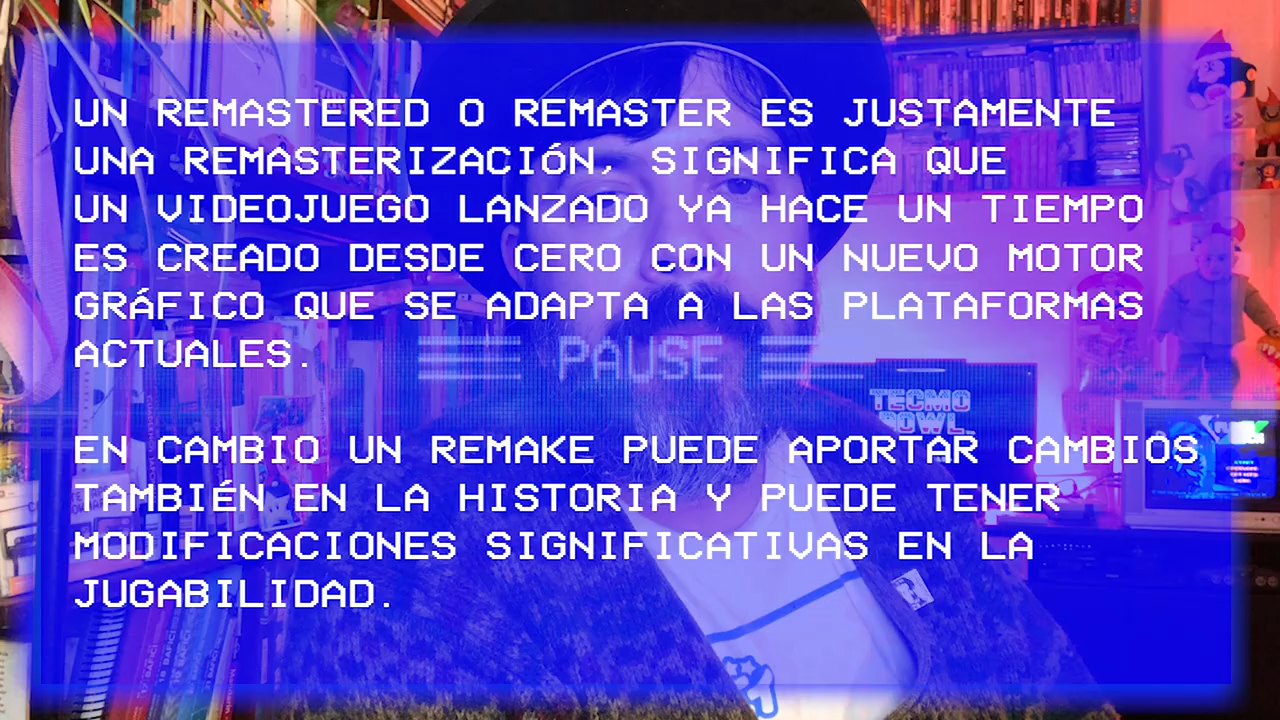 UN REMASTERED O REMASTER ES JUSTAMENTE
UNA REMASTERIZACIóN, SIGNIFICA QUE
UN VIDEOJUEGO LANZADO YA HACE UN TIEMPO
ES CREADO DESDE CERO CON UN NUEVO MOTOR
GRÁFICO QUE SE ADAPTA A LAS PLATAFORMAS
ACTUALES.
PAUSE
TECMO
BOWL
EN CAMBIO UN REMAKE PUEDE APORTAR CAMBIOS
TAMBIÉN EN LA HISTORIA Y PUEDE TENER
MODIFICACIONES SIGNIFICATIVAS EN LA
JUGABILIDAD.